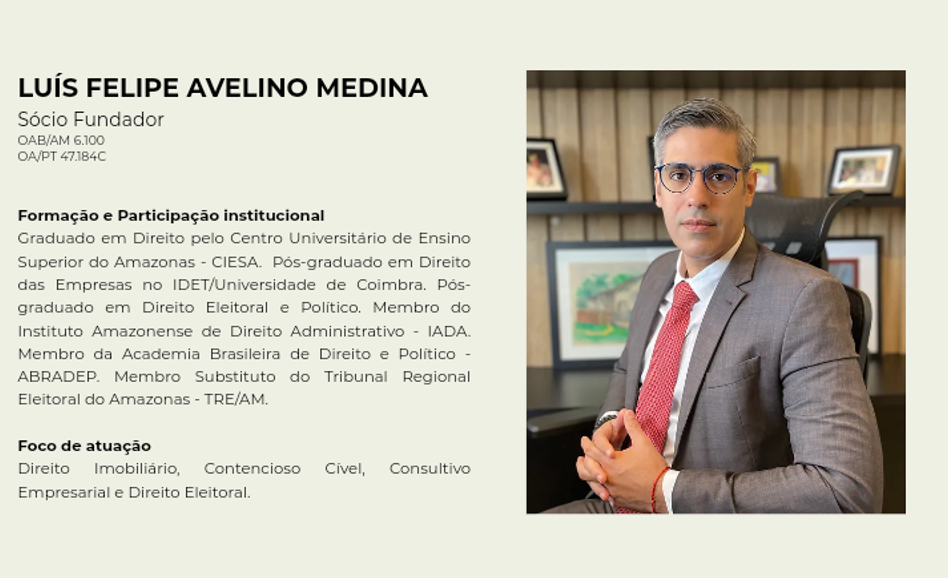 LUÍS FELIPE AVELINO MEDINA
Sócio Fundador
OAB/AM 6.100
OA/PT 47.184C
Formação e Participação institucional
Graduado em Direito pelo Centro Universitário de Ensino
Superior do Amazonas - CIESA. Pós-graduado em Direito
das Empresas no IDET/Universidade de Coimbra. Pós-
graduado em Direito Eleitoral e Político. Membro do
Instituto Amazonense de Direito Administrativo - IADA.
Membro da Academia Brasileira de Direito e Político -
ABRADEP. Membro Substituto do Tribunal Regional
Eleitoral do Amazonas - TRE/AM.
Foco de atuação
Direito Imobiliário, Contencioso Cível, Consultivo
Empresarial e Direito Eleitoral.